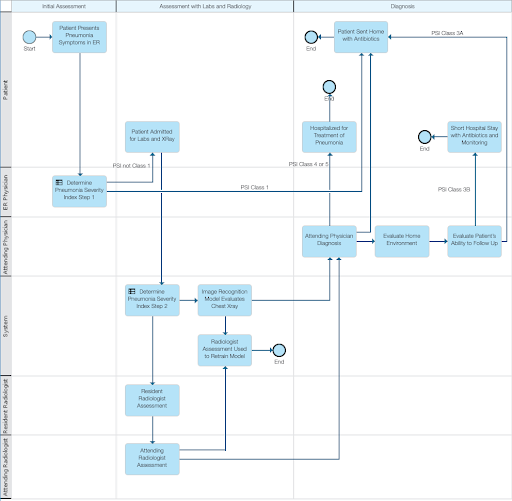 Initial Assessment
Assessment with Labs and Radiology
Diagnosis
Patient
Start
Patient Presents
Pneumonia
Symptoms in ER
End
Patient Sent Home
with Antibiotics
PSI Class 3A
End
Patient Admitted
for Labs and XRay
Hospitalized for
Treatment of
Pneumonia
End
Short Hospital Stay
with Antibiotics and
Monitoring
PSI not Class 1
PSI Class 4 or 5
ER Physician
Determine
Pneumonia Severity
Index Step 1
PSI Class 1
PSI Class 3B
Attending Physician
Attending Physician
Diagnosis
Evaluate Home
Environment
Evaluate Patient's
Ability to Follow Up
System
Determine
Pneumonia Severity
Index Step 2
Image Recognition
Model Evaluates
Chest Xray
Radiologist
Assessment Used
to Retrain Model
End
Resident Radiologist
Resident
Radiologist
Assessment
Attending Radiologist
Attending
Radiologist
Assessment